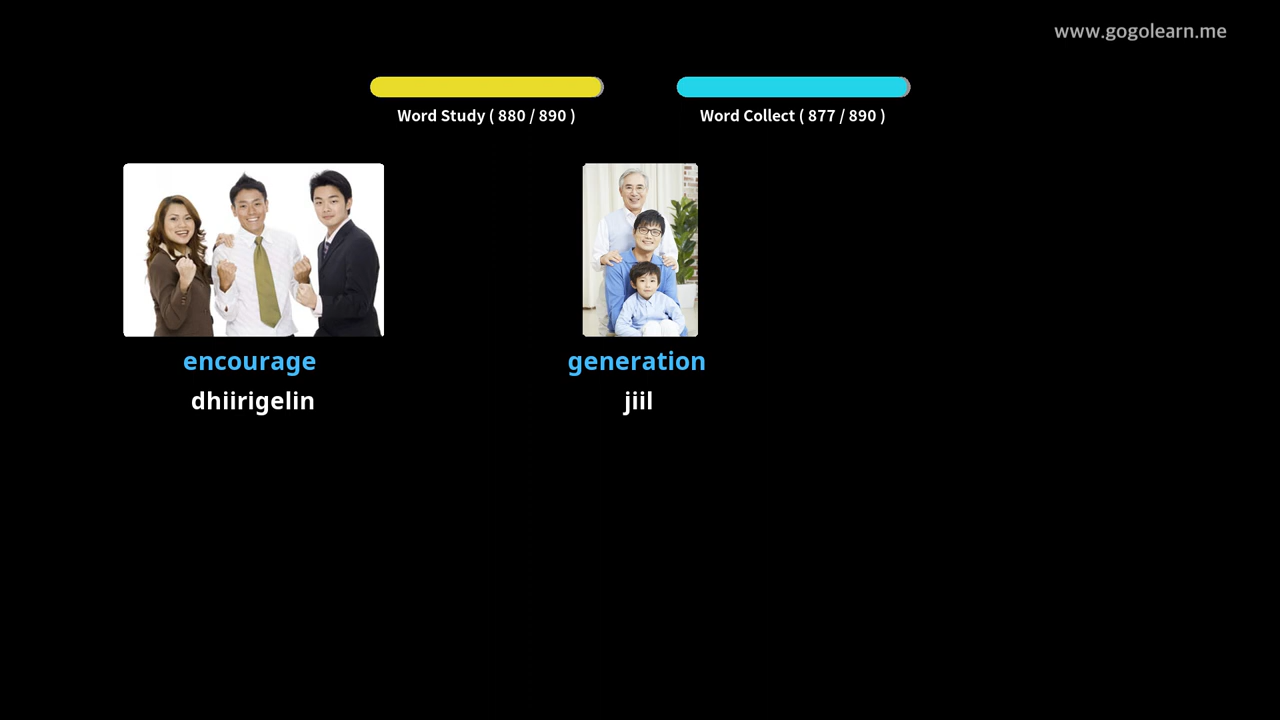 www.gogolearn.me
Word Study ( 880 / 890 )
Word Collect ( 877 / 890 )
encourage
dhiirigelin
generation
jiil